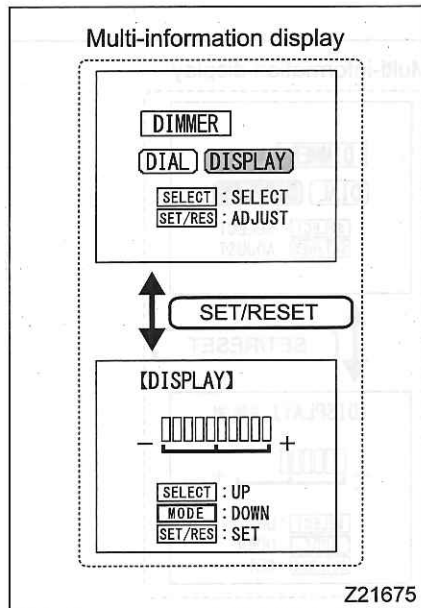 Multi-information display
DIMMER
DIAL DISPLAY
SELECT : SELECT
SET/RES : ADJUST
SET/RESET
【DISPLAY】
- +
SELECT : UP
MODE : DOWN
SET/RES : SET
Z21675